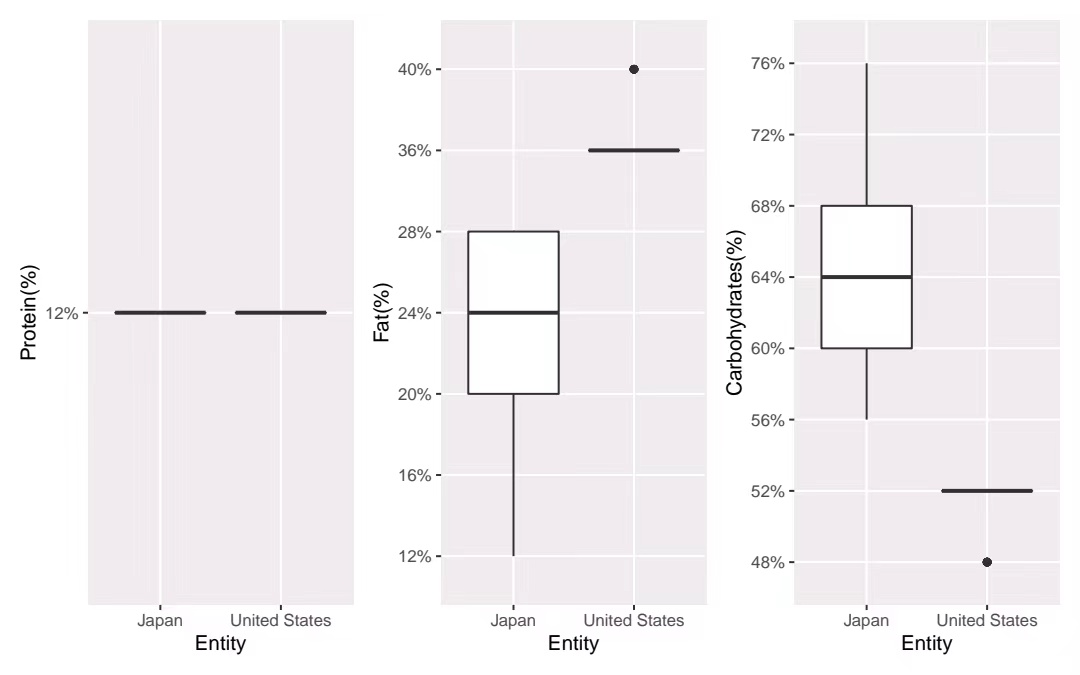 Protein(%)
12%
Japan
United States
Entity
Fat(%)
40%
36%
28%
24%
20%
16%
12%
Japan
United States
Entity
Carbohydrates(%)
76%
72%
68%
64%
60%
56%
52%
48%
Japan
United States
Entity